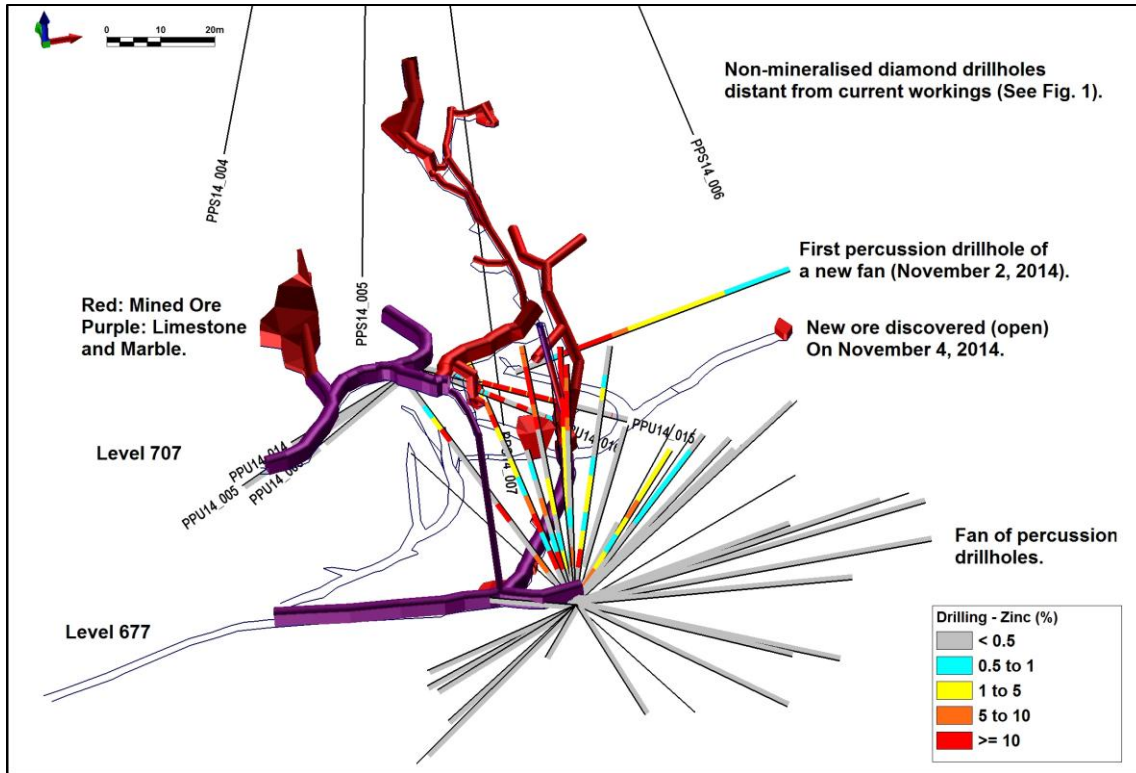 0 10 20m
Non-mineralised diamond drillholes
distant from current workings (See Fig. 1).
PPS14_004
PPS14_006
First percussion drillhole of
a new fan (November 2, 2014).
PPS14_005
Red: Mined Ore
Purple: Limestone
and Marble.
New ore discovered (open)
On November 4, 2014.
Level 707
PPU14_014
PPU14_015
PPU14_005
Fan of percussion
drillholes.
Level 677
Drilling - Zinc (%)
< 0.5
0.5 to 1
1 to 5
5 to 10
>= 10